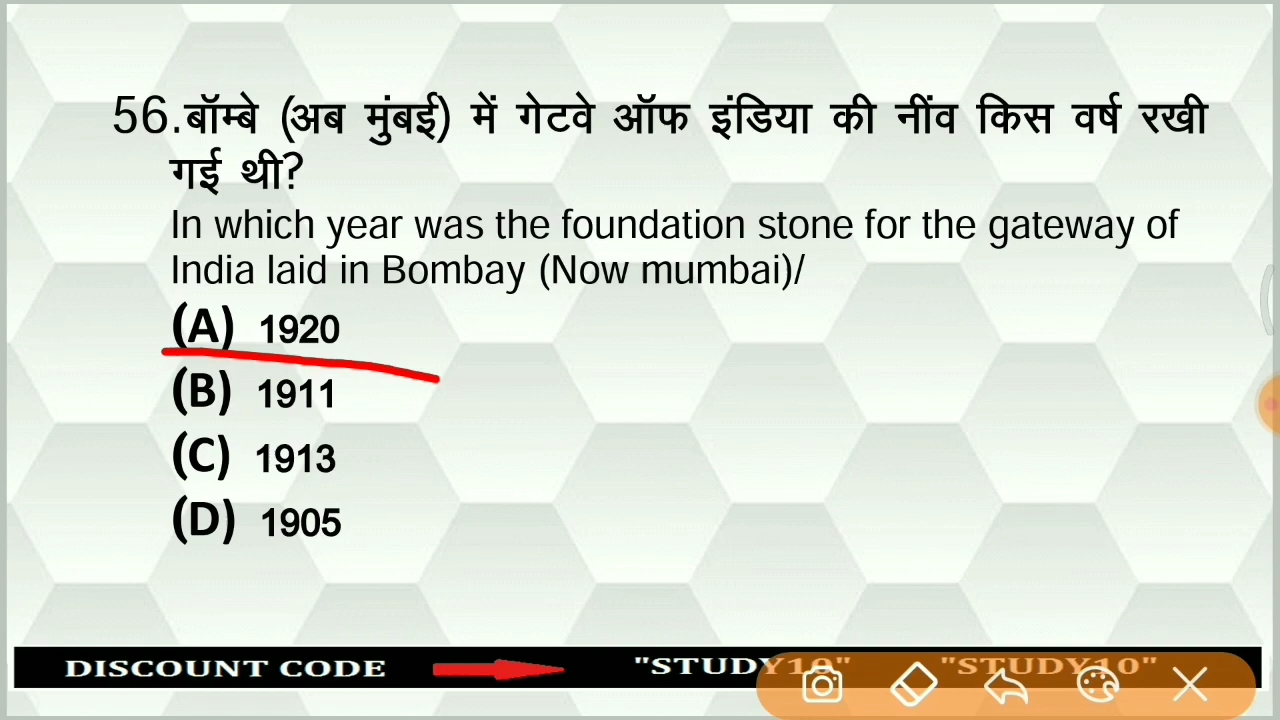 56.बॉम्बे (अब मुंबई) में गेटवे ऑफ इंडिया की नींव किस वर्ष रखी
गई थी?
In which year was the foundation stone for the gateway of
India laid in Bombay (Now mumbai)/
(A) 1920
(B) 1911
(C) 1913
(D) 1905
DISCOUNT CODE "STUDY10" "STUDY10"